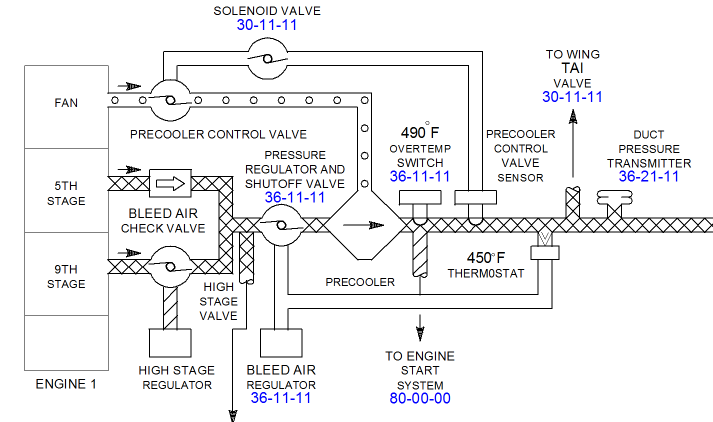 SOLENOID VALVE
30-11-11
TO WING
TAI
VALVE
30-11-11
FAN
PRECOOLER CONTROL VALVE
490°F
OVERTEMP
SWITCH
36-11-11
PRECOOLER
CONTROL
VALVE
SENSOR
DUCT
PRESSURE
TRANSMITTER
36-21-11
PRESSURE
REGULATOR AND
SHUTOFF VALVE
36-11-11
5TH
STAGE
BLEED AIR
CHECK VALVE
9TH
STAGE
HIGH
STAGE
VALVE
PRECOOLER
450°F
THERM0STAT
HIGH STAGE
REGULATOR
BLEED AIR
REGULATOR
36-11-11
TO ENGINE
START
SYSTEM
80-00-00
ENGINE 1